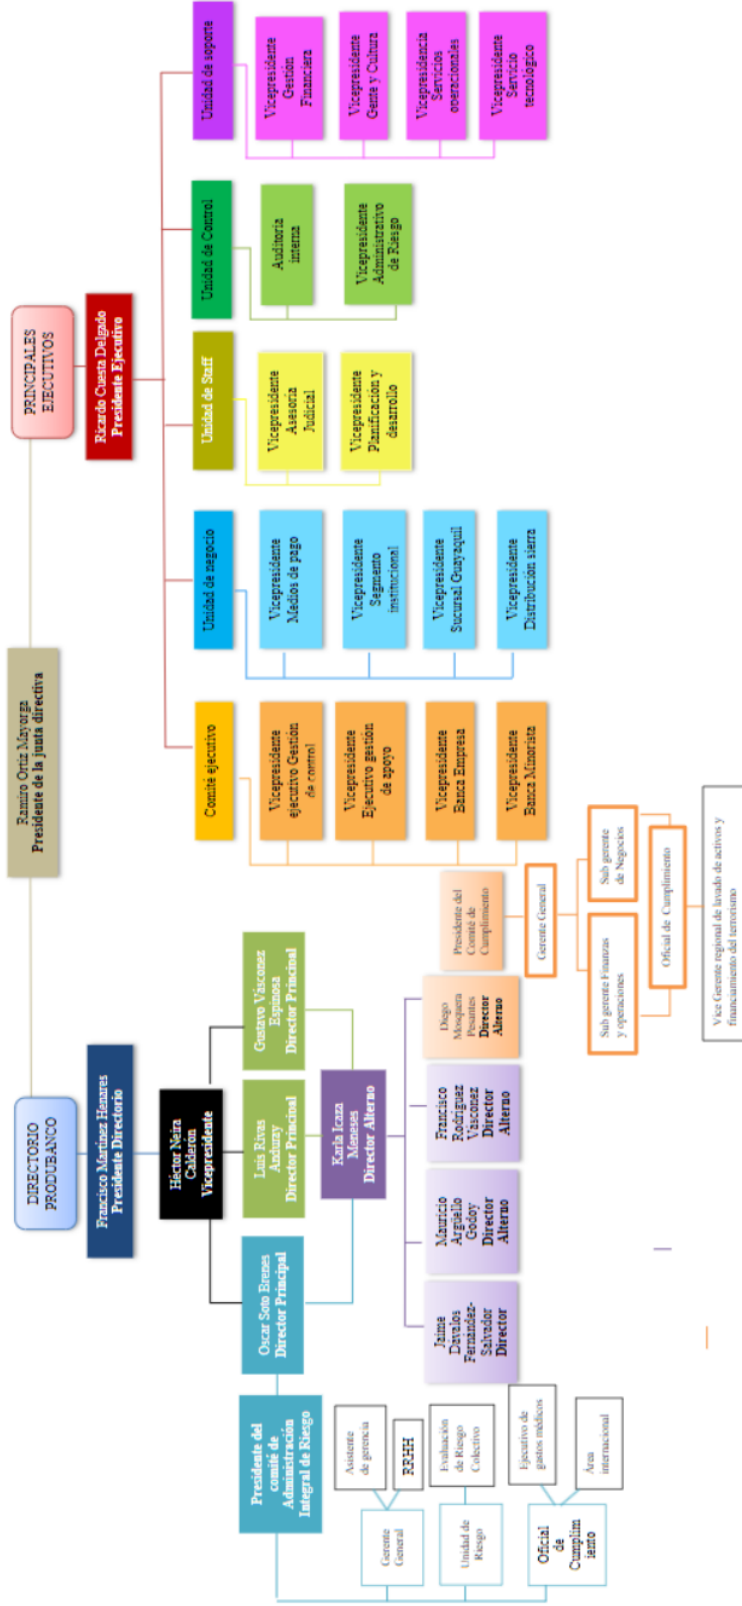 Ramiro Ortiz Mayorga
Presidente de la junta directiva
DIRECTORIO
PRODUBANCO
PRINCIPALES
EJECUTIVOS
Francisco Martínez Henares
Presidente Directorio
Ricardo Cuesta Delgado
Presidente Ejecutivo
Héctor Neira
Calderón
Vicepresidente
Presidente del
comité de
Administración
Integral de Riesgo
Oscar Soto Brenes
Director Principal
Luis Rivas
Anduray
Director Principal
Gustavo Vásconez
Espinosa
Director Principal
Karla Icaza
Meneses
Director Alterno
Jaime
Dávalos
Fernández-
Salvador
Director
Mauricio
Argüello
Godoy
Director
Alterno
Francisco
Rodríguez
Vásconez
Director
Alterno
Diego
Mosquera
Pesantes
Director
Alterno
Presidente del
Comité de
Cumplimiento
Gerente General
Sub gerente Finanzas
y operaciones
Sub gerente
de Negocios
Oficial de Cumplimiento
Vice Gerente regional de lavado de activos y
financiamiento del terrorismo
Gerente
General
Asistente
de gerencia
RRHH
Unidad de
Riesgo
Evaluación
de Riesgo
Colectivo
Oficial
de
Cumplim
iento
Ejecutivo de
gastos médicos
Área
internacional
Comité ejecutivo
Vicepresidente
ejecutivo Gestión
de control
Vicepresidente
Ejecutivo gestión
de apoyo
Vicepresidente
Banca Empresa
Vicepresidente
Banca Minorista
Unidad de negocio
Vicepresidente
Medios de pago
Vicepresidente
Segmento
institucional
Vicepresidente
Sucursal Guayaquil
Vicepresidente
Distribución sierra
Unidad de Staff
Vicepresidente
Asesoría
Judicial
Vicepresidente
Planificación y
desarrollo
Unidad de Control
Auditoria
interna
Vicepresidente
Administrativo
de Riesgo
Unidad de soporte
Vicepresidente
Gestión
Financiera
Vicepresidente
Gente y Cultura
Vicepresidencia
Servicios
operacionales
Vicepresidente
Servicio
tecnológico